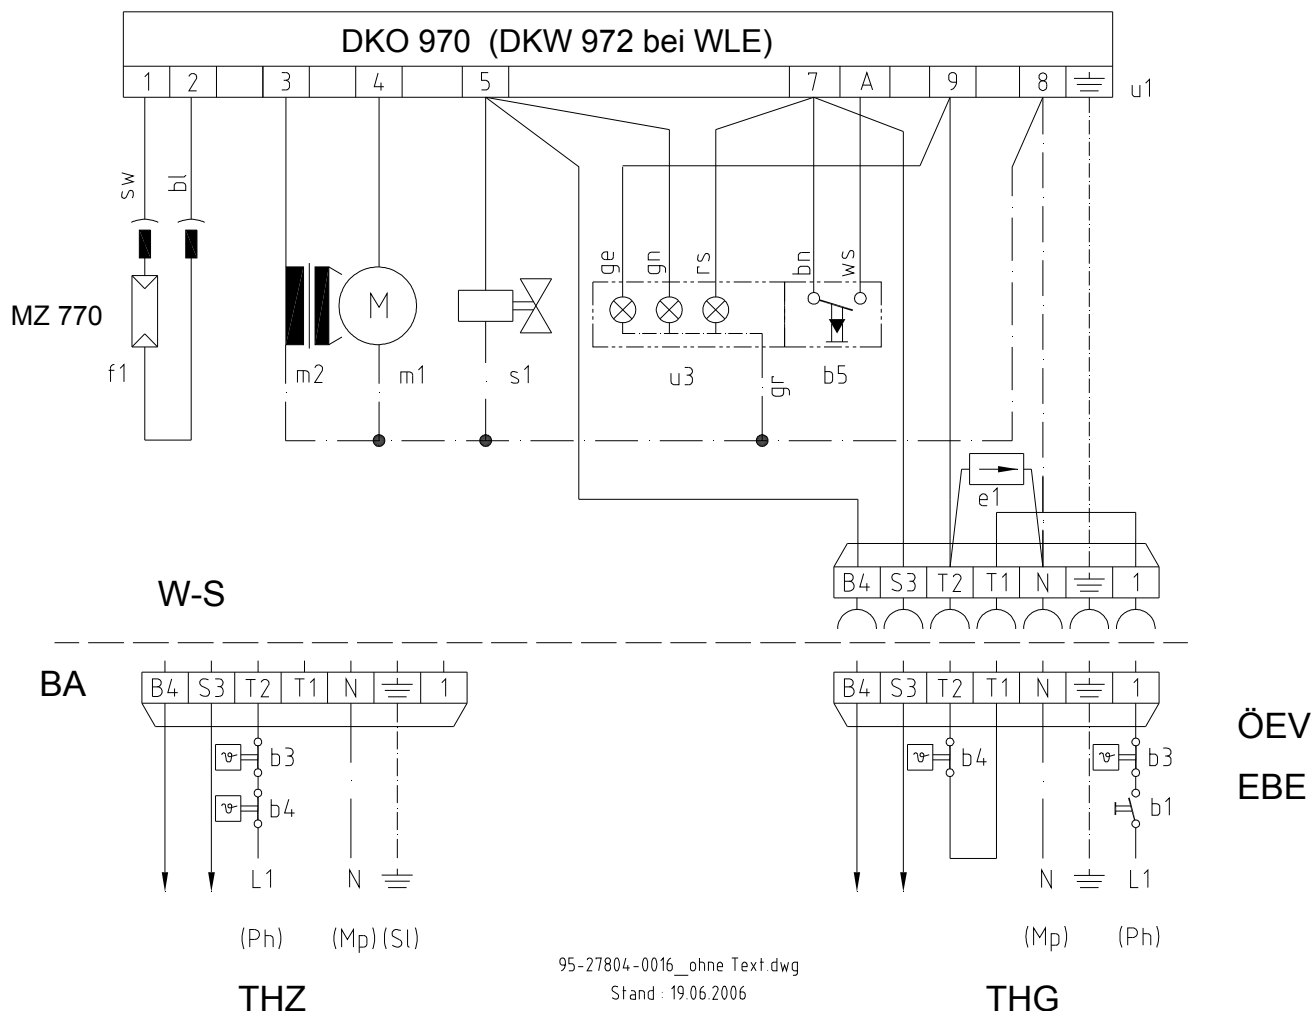 DKO 970 (DKW 972 bei WLE)
1 2 3 4 5 7 A 9 8 u1
sw bl
ge gn rs bn ws
MZ 770
M
f1 m2 m1 s1 u3 b5
gr
e1
B4 S3 T2 T1 N 1
W-S
BA
B4 S3 T2 T1 N 1
B4 S3 T2 T1 N 1
ÖEV
EBE
ϑ b3
ϑ b4
ϑ b4
ϑ b3
b1
L1 N
N L1
(Ph) (Mp) (Sl)
(Mp) (Ph)
95-27804-0016_ohne Text.dwg
Stand : 19.06.2006
THZ
THG